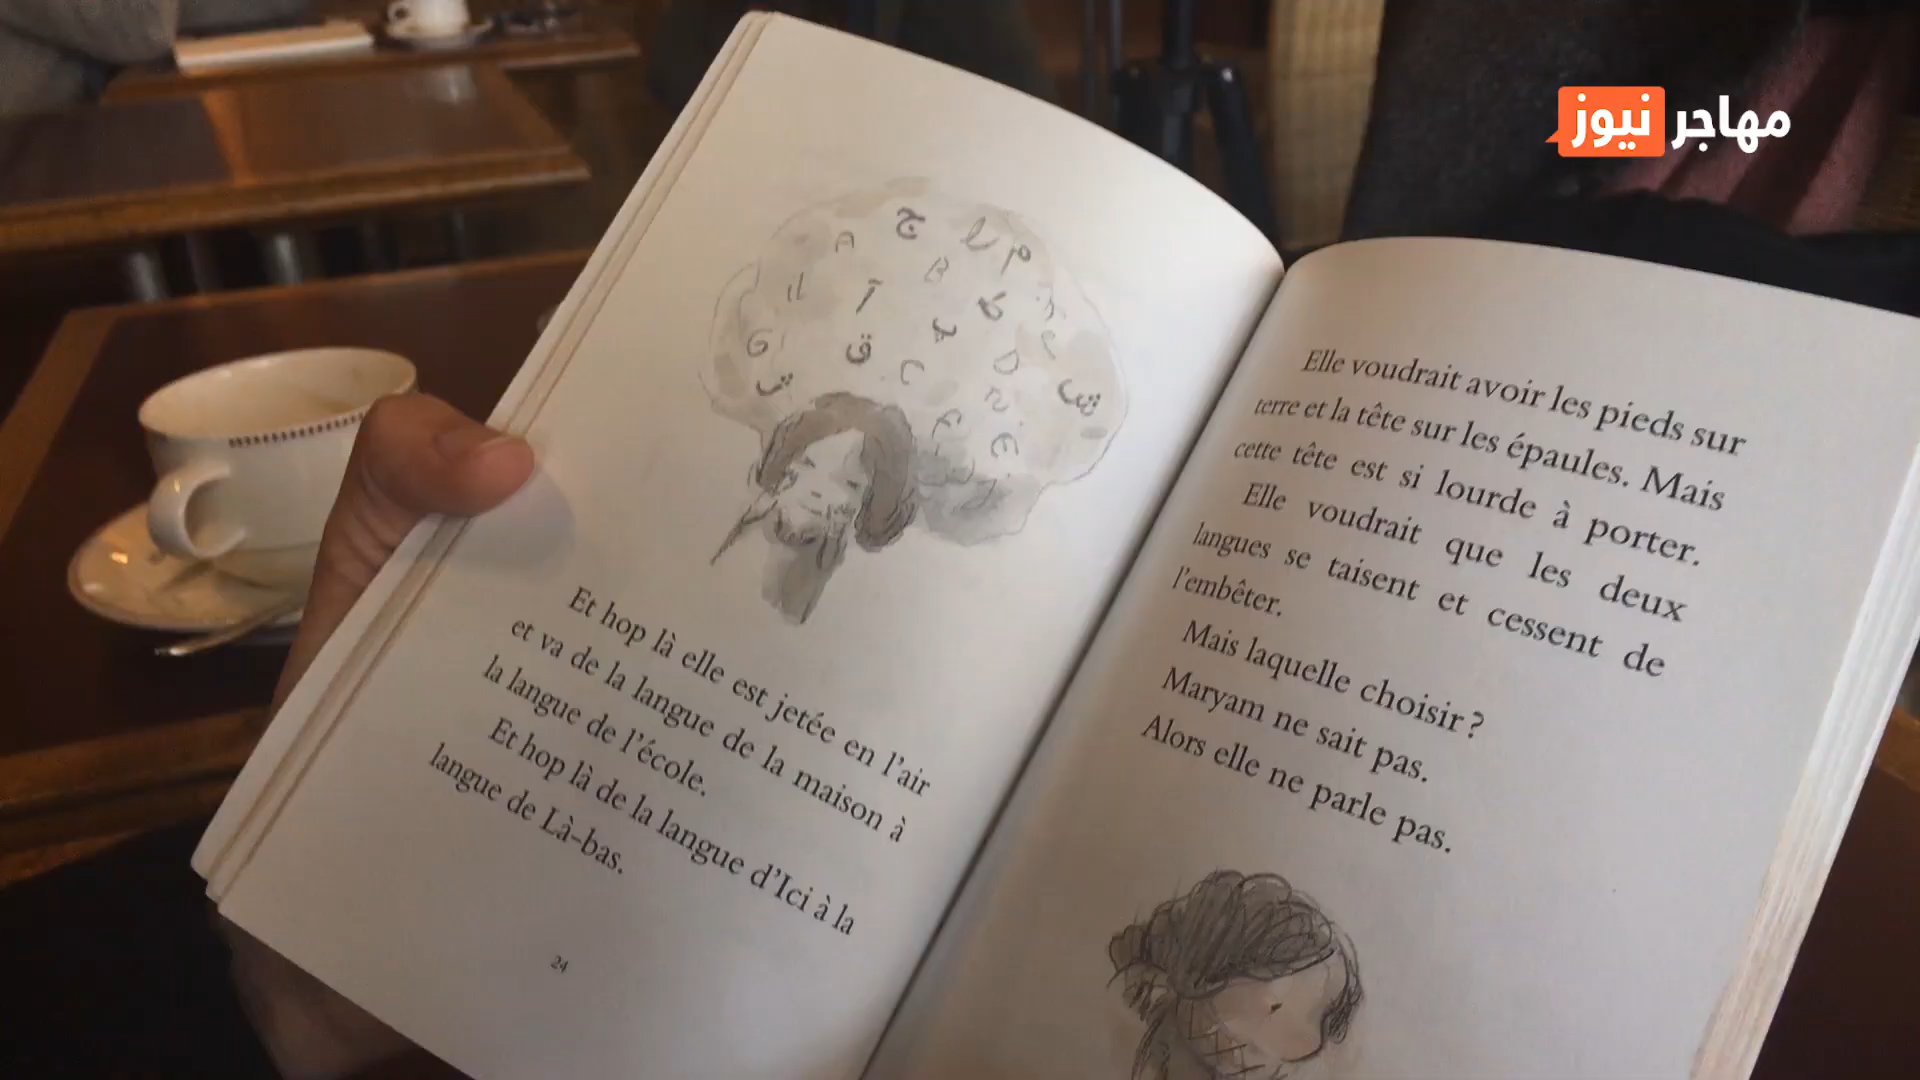 مهاجر نيوز
Et hop là elle est jetée en l'air
et va de la langue de la maison à
la langue de l'école.
Et hop là de la langue d'Ici à la
langue de Là-bas.
24
Elle voudrait avoir les pieds sur
terre et la tête sur les épaules. Mais
cette tête est si lourde à porter.
Elle voudrait que les deux
langues se taisent et cessent de
l'embêter.
Mais laquelle choisir ?
Maryam ne sait pas.
Alors elle ne parle pas.